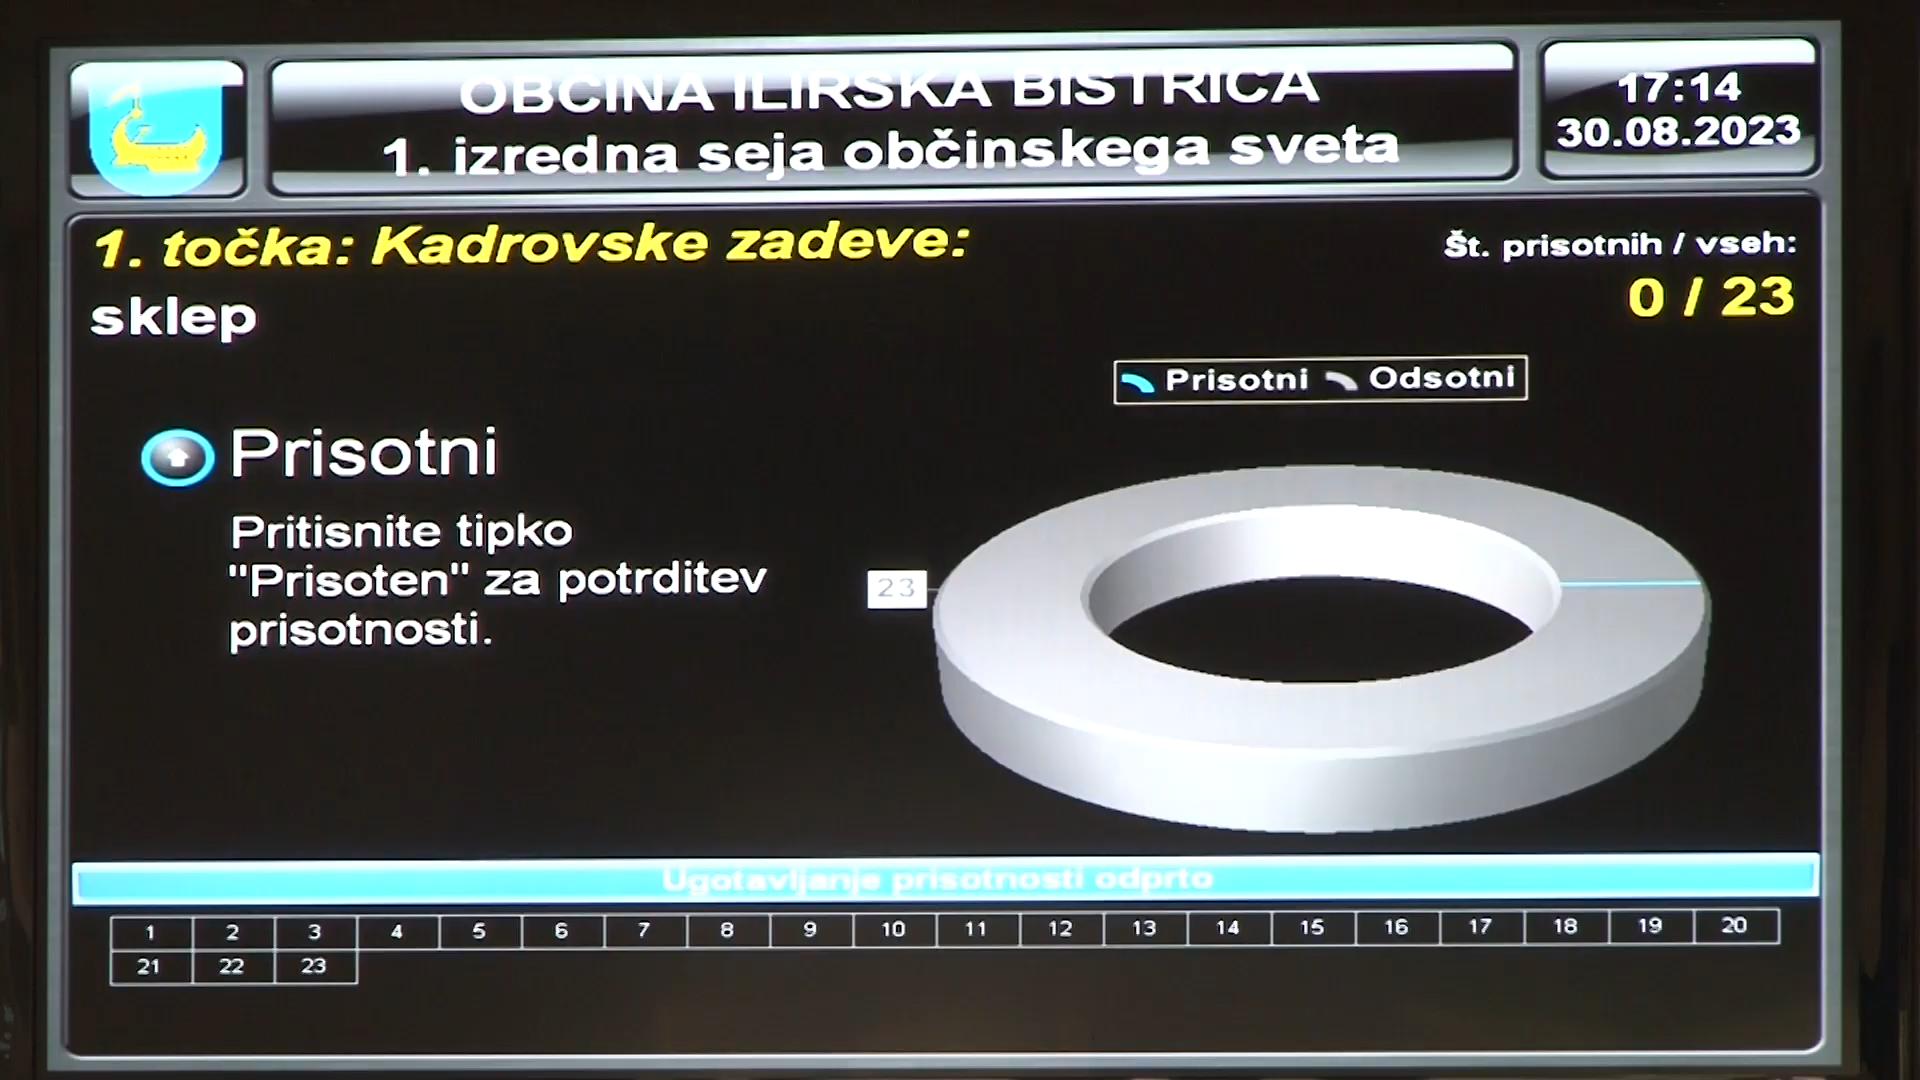 OBČINA ILIRSKA BISTRICA
1. izredna seja občinskega sveta
17:14
30.08.2023
1. točka: Kadrovske zadeve:
sklep
Št. prisotnih / vseh:
0 / 23
Prisotni Odsotni
Prisotni
Pritisnite tipko
"Prisoten" za potrditev
prisotnosti.
23
Ugotavljanje prisotnosti odprto
1 2 3 4 5 6 7 8 9 10 11 12 13 14 15 16 17 18 19 20
21 22 23